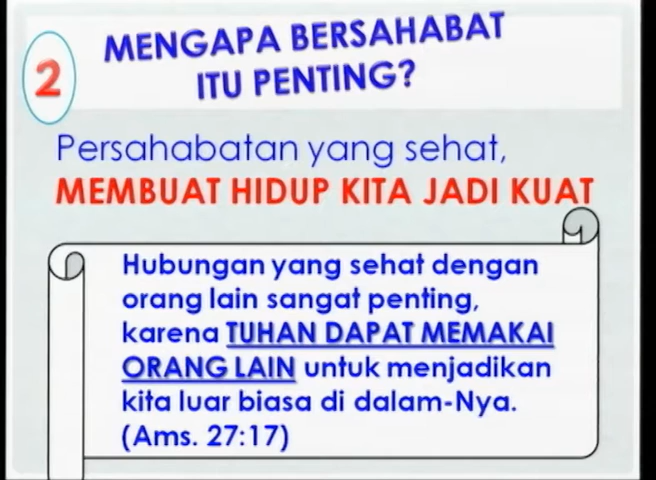 2
MENGAPA BERSAHABAT
ITU PENTING?
Persahabatan yang sehat,
MEMBUAT HIDUP KITA JADI KUAT
Hubungan yang sehat dengan
orang lain sangat penting,
karena TUHAN DAPAT MEMAKAI
ORANG LAIN untuk menjadikan
kita luar biasa di dalam-Nya.
(Ams. 27:17)